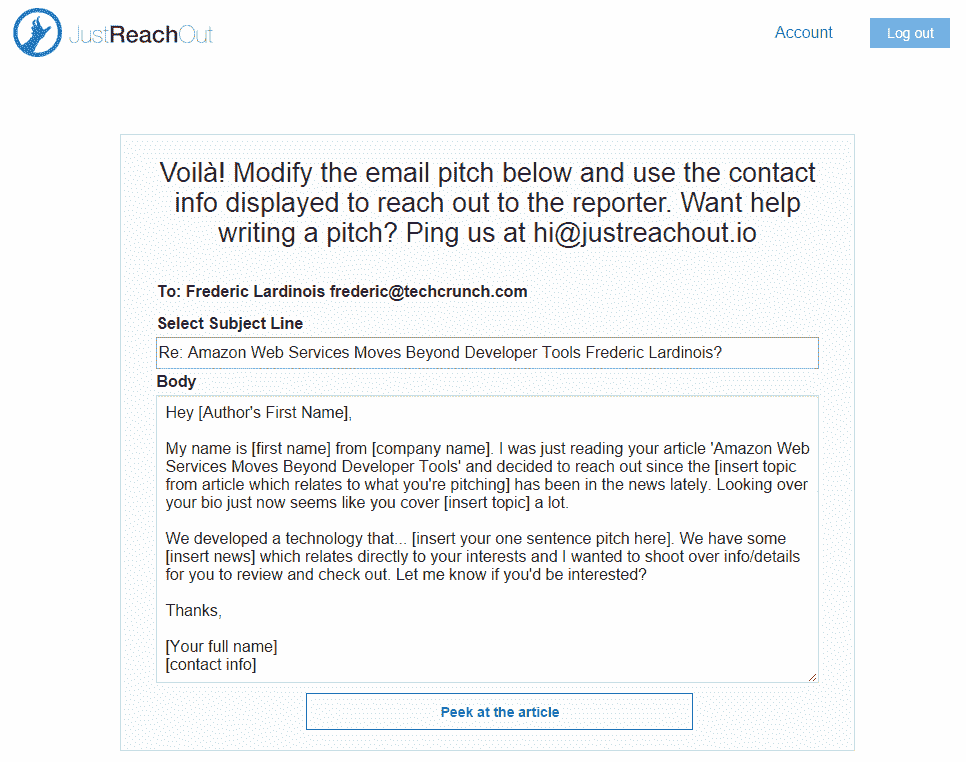 JustReachOut
Account
Log out
Voilà! Modify the email pitch below and use the contact
info displayed to reach out to the reporter. Want help
writing a pitch? Ping us at hi@justreachout.io
To: Frederic Lardinois frederic@techcrunch.com
Select Subject Line
Re: Amazon Web Services Moves Beyond Developer Tools Frederic Lardinois?
Body
Hey [Author's First Name],
My name is [first name] from [company name]. I was just reading your article 'Amazon Web
Services Moves Beyond Developer Tools' and decided to reach out since the [insert topic
from article which relates to what you're pitching] has been in the news lately. Looking over
your bio just now seems like you cover [insert topic] a lot.
We developed a technology that... [insert your one sentence pitch here]. We have some
[insert news] which relates directly to your interests and I wanted to shoot over info/details
for you to review and check out. Let me know if you'd be interested?
Thanks,
[Your full name]
[contact info]
Peek at the article